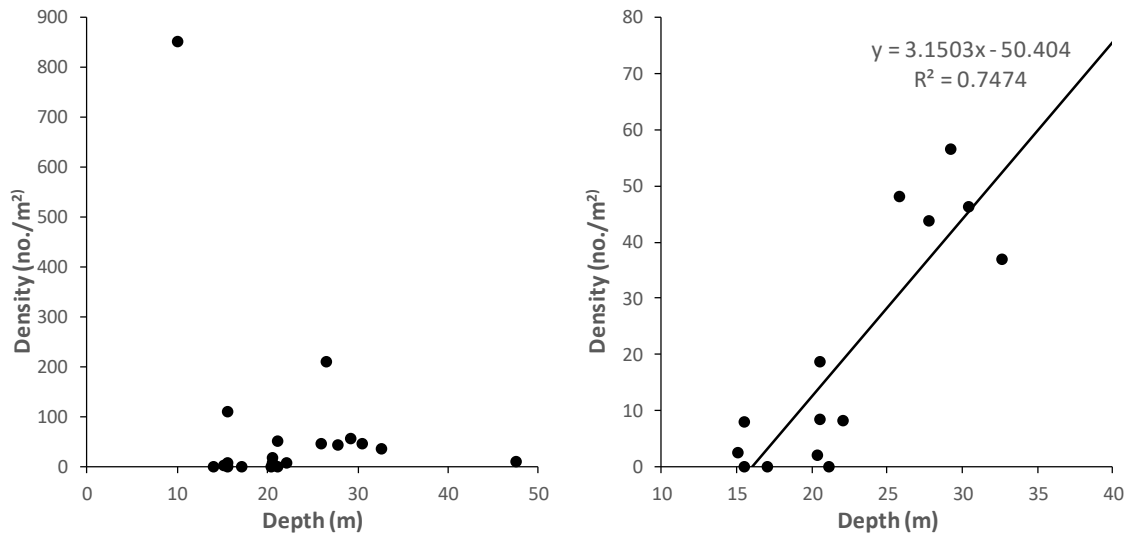 900
800
700
600
500
400
300
200
100
0
Density (no./m²)
0 10 20 30 40 50
Depth (m)
80
70
60
50
40
30
20
10
0
Density (no./m²)
y = 3.1503x - 50.404
R² = 0.7474
10 15 20 25 30 35 40
Depth (m)